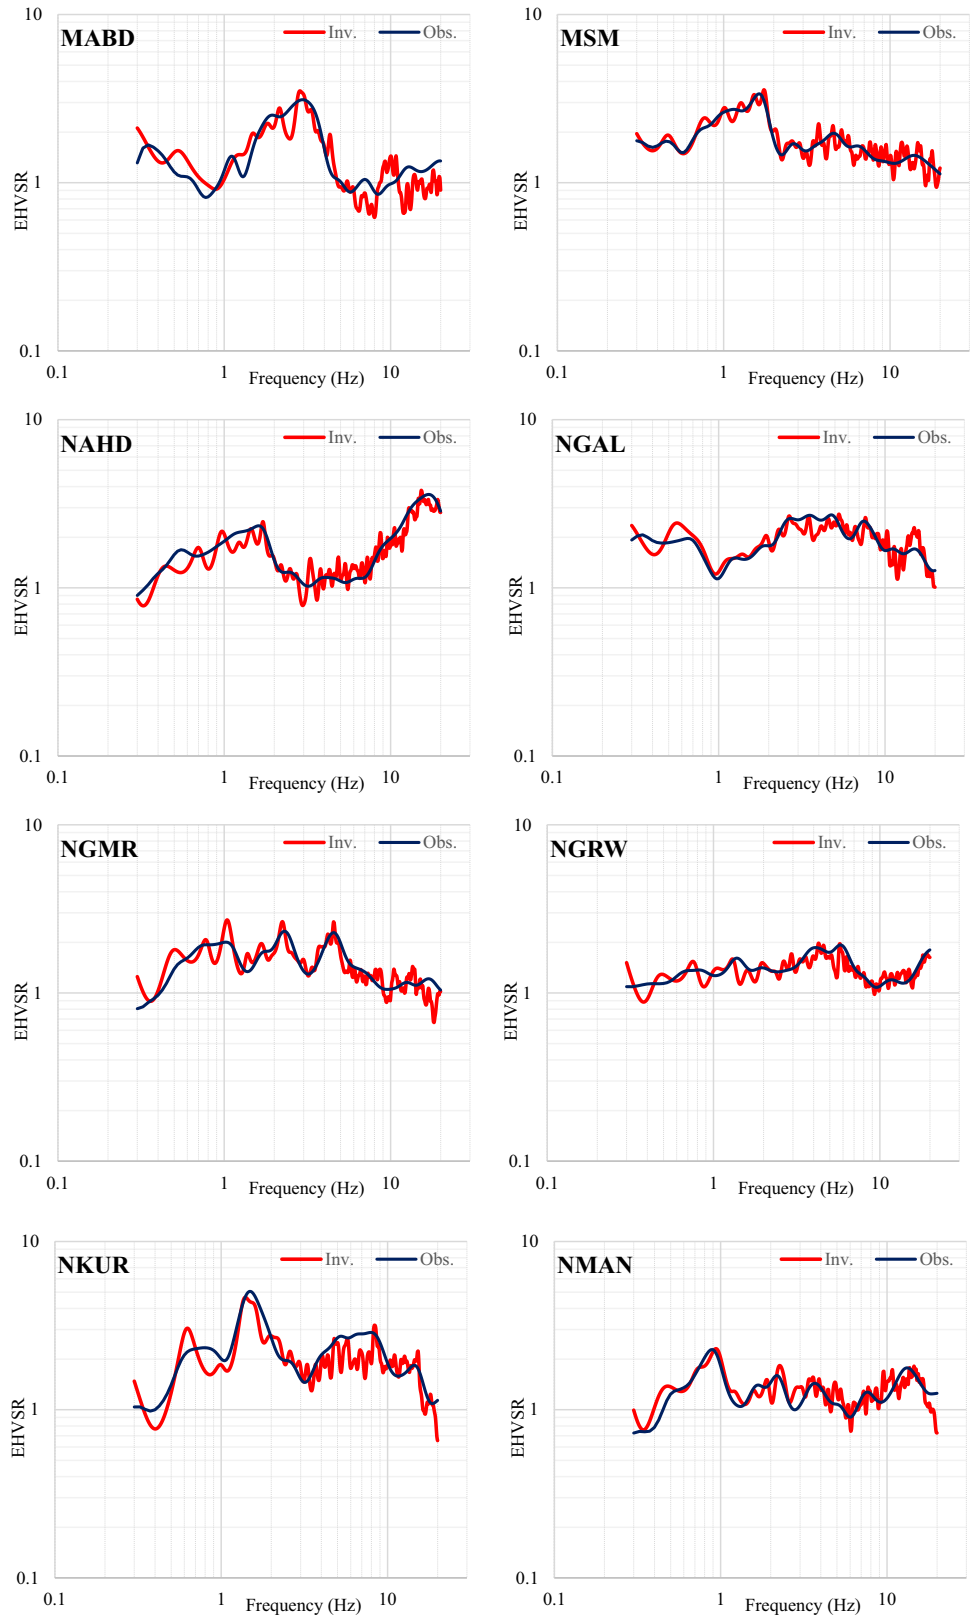 10
MABD
Inv.
Obs.
EHVSR
1
0.1
0.1
1
Frequency (Hz)
10
10
MSM
Inv.
Obs.
EHVSR
1
0.1
0.1
1
Frequency (Hz)
10
10
NAHD
Inv.
Obs.
EHVSR
1
0.1
0.1
1
Frequency (Hz)
10
10
NGAL
Inv.
Obs.
EHVSR
1
0.1
0.1
1
Frequency (Hz)
10
10
NGMR
Inv.
Obs.
EHVSR
1
0.1
0.1
1
Frequency (Hz)
10
10
NGRW
Inv.
Obs.
EHVSR
1
0.1
0.1
1
Frequency (Hz)
10
10
NKUR
Inv.
Obs.
EHVSR
1
0.1
0.1
1
Frequency (Hz)
10
10
NMAN
Inv.
Obs.
EHVSR
1
0.1
0.1
1
Frequency (Hz)
10